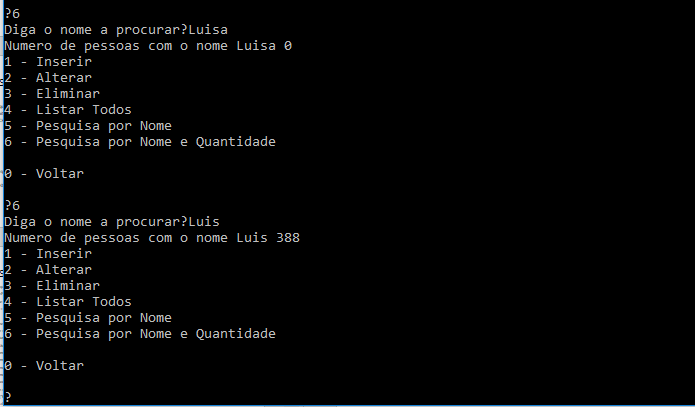 ?6
Diga o nome a procurar?Luisa
Numero de pessoas com o nome Luisa 0
1 - Inserir
2 - Alterar
3 - Eliminar
4 - Listar Todos
5 - Pesquisa por Nome
6 - Pesquisa por Nome e Quantidade
0 - Voltar
?6
Diga o nome a procurar?Luis
Numero de pessoas com o nome Luis 388
1 - Inserir
2 - Alterar
3 - Eliminar
4 - Listar Todos
5 - Pesquisa por Nome
6 - Pesquisa por Nome e Quantidade
0 - Voltar
?